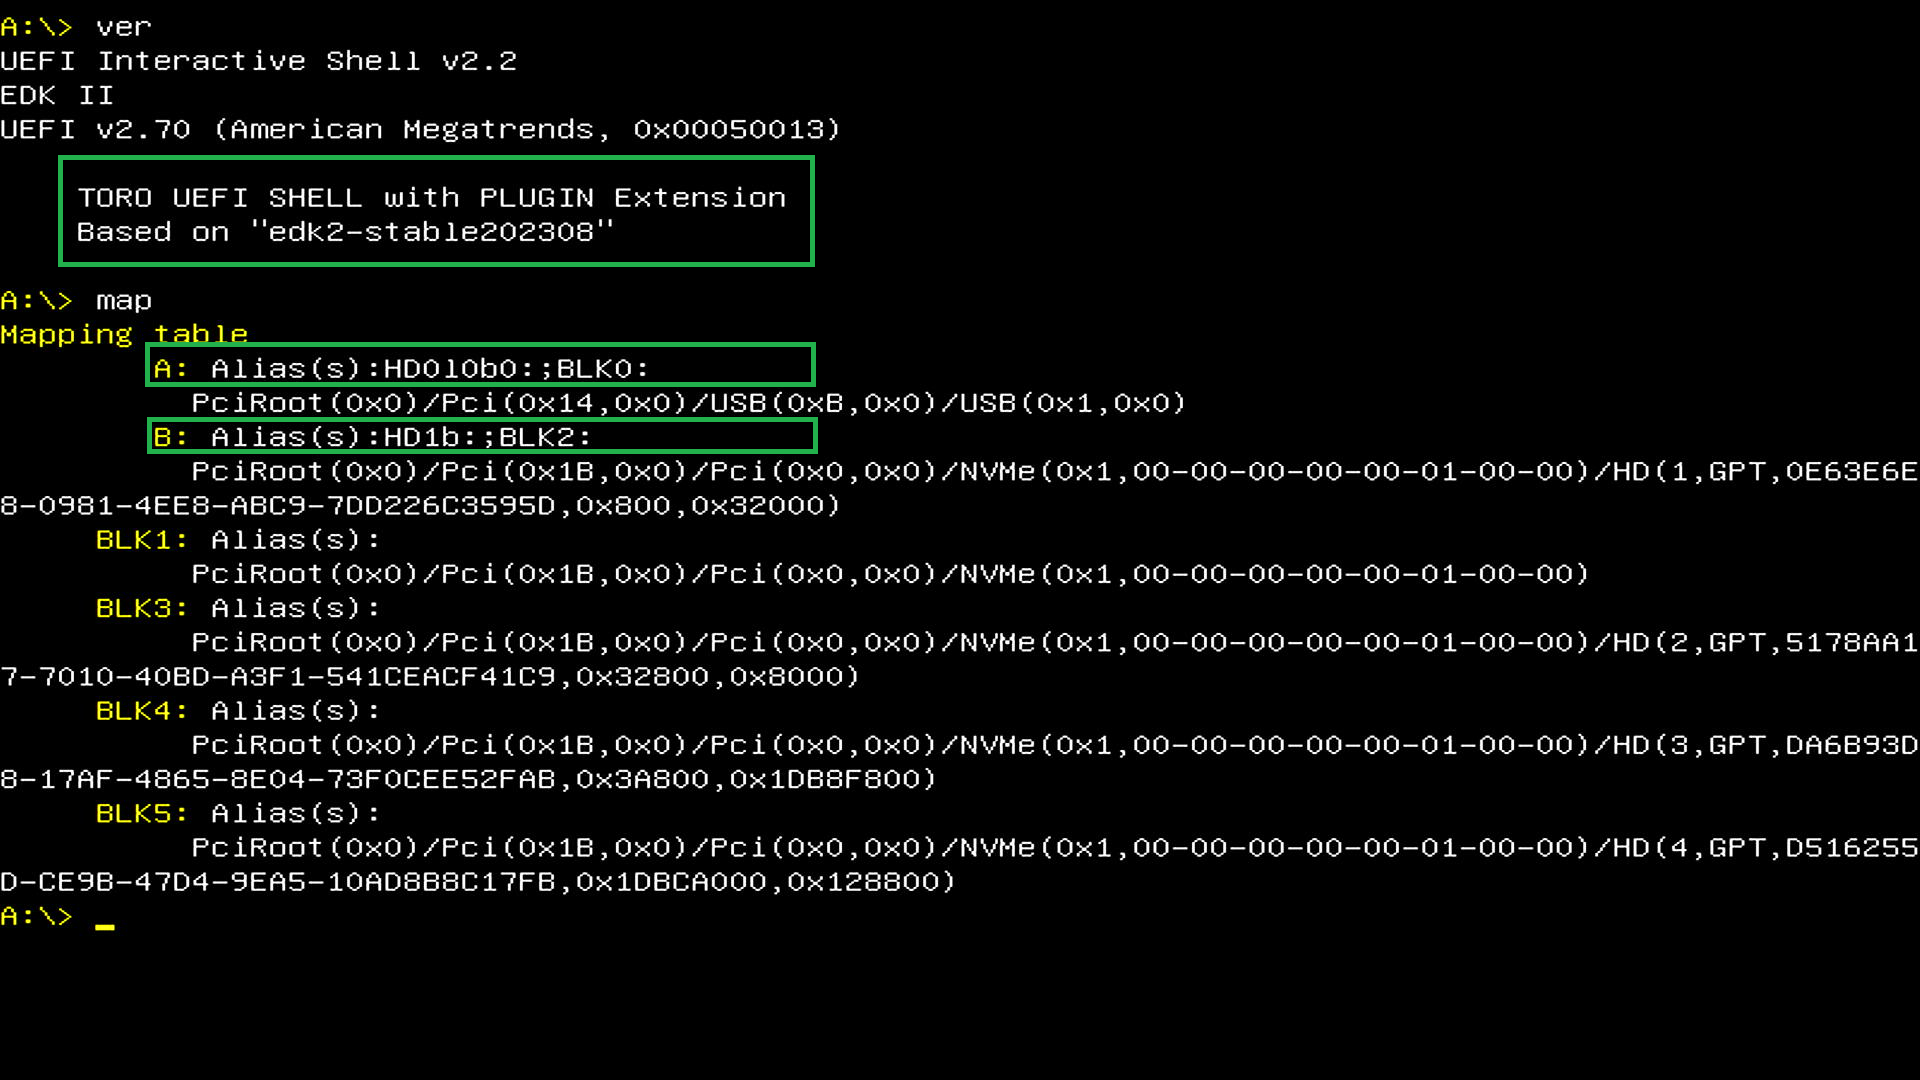 A:\> ver
UEFI Interactive Shell v2.2
EDK II
UEFI v2.70 (American Megatrends, 0x00050013)
TORO UEFI SHELL with PLUGIN Extension
Based on "edk2-stable202308"
A:\> map
Mapping table
A: Alias(s):HD0l0b0:;BLK0:
PciRoot(0x0)/Pci(0x14,0x0)/USB(0xB,0x0)/USB(0x1,0x0)
B: Alias(s):HD1b:;BLK2:
PciRoot(0x0)/Pci(0x1B,0x0)/Pci(0x0,0x0)/NVMe(0x1,00-00-00-00-00-01-00-00)/HD(1,GPT,0E63E6E
8-0981-4EE8-ABC9-7DD226C3595D,0x800,0x32000)
BLK1: Alias(s):
PciRoot(0x0)/Pci(0x1B,0x0)/Pci(0x0,0x0)/NVMe(0x1,00-00-00-00-00-01-00-00)
BLK3: Alias(s):
PciRoot(0x0)/Pci(0x1B,0x0)/Pci(0x0,0x0)/NVMe(0x1,00-00-00-00-00-01-00-00)/HD(2,GPT,5178AA1
7-7010-40BD-A3F1-541CEACF41C9,0x32800,0x8000)
BLK4: Alias(s):
PciRoot(0x0)/Pci(0x1B,0x0)/Pci(0x0,0x0)/NVMe(0x1,00-00-00-00-00-01-00-00)/HD(3,GPT,DA6B93D
8-17AF-4865-8E04-73F0CEE52FAB,0x3A800,0x1DB8F800)
BLK5: Alias(s):
PciRoot(0x0)/Pci(0x1B,0x0)/Pci(0x0,0x0)/NVMe(0x1,00-00-00-00-00-01-00-00)/HD(4,GPT,D516255
D-CE9B-47D4-9EA5-10AD8B8C17FB,0x1DBCA000,0x128800)
A:\> _